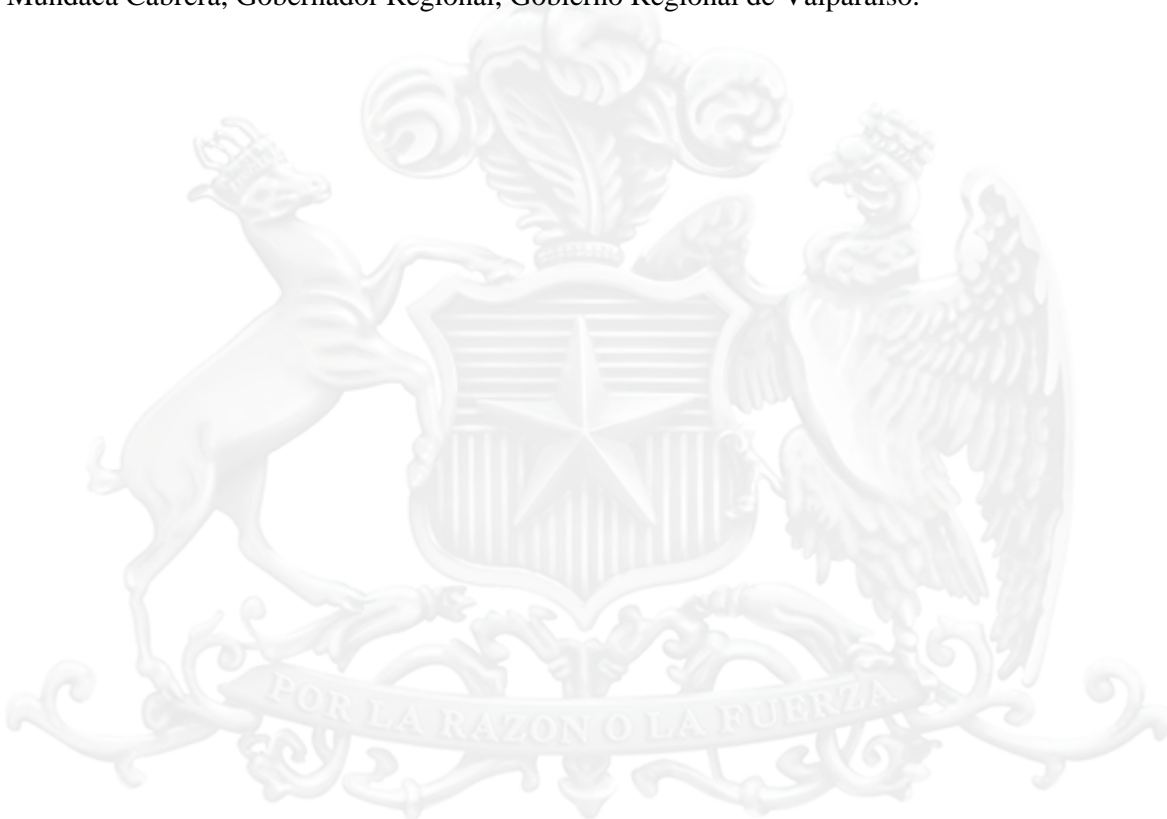 Mundaca Cabrera, Gobernador Regional, Gobierno Regional de Valparaíso.
POR LA RAZON O LA FUERZA